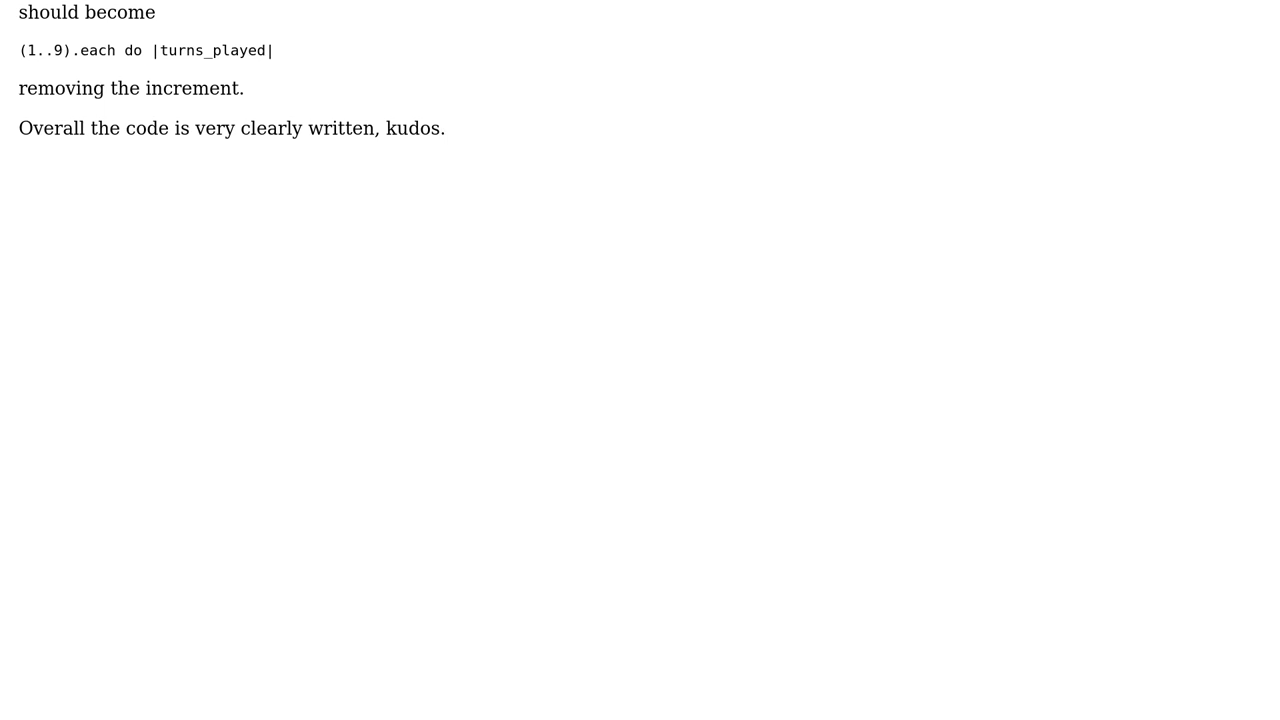 should become
(1..9).each do |turns_played|
removing the increment.
Overall the code is very clearly written, kudos.